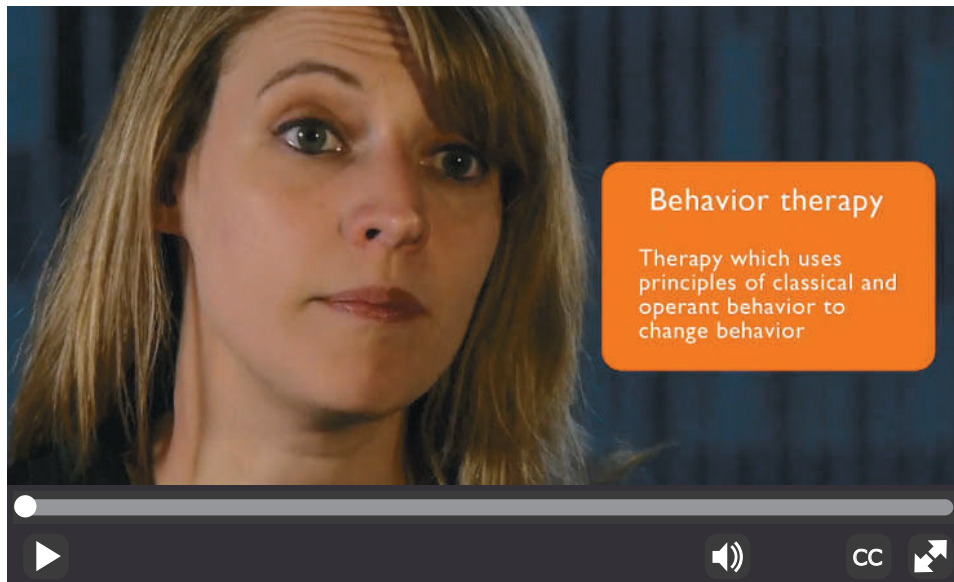 Behavior therapy
Therapy which uses
principles of classical and
operant behavior to
change behavior
CC